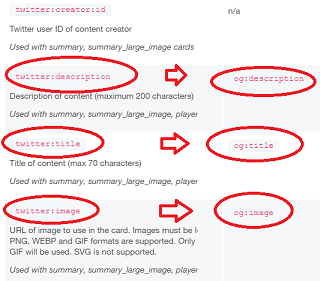 twitter:creator:id n/a
Twitter user ID of content creator
Used with summary, summary_large_image cards
twitter:description og:description
Description of content (maximum 200 characters)
Used with summary, summary_large_image, player
twitter:title og:title
Title of content (max 70 characters)
Used with summary, summary_large_image, player
twitter:image og:image
URL of image to use in the card. Images must be l
PNG, WEBP and GIF formats are supported. Only
GIF will be used. SVG is not supported.
Used with summary, summary_large_image, player